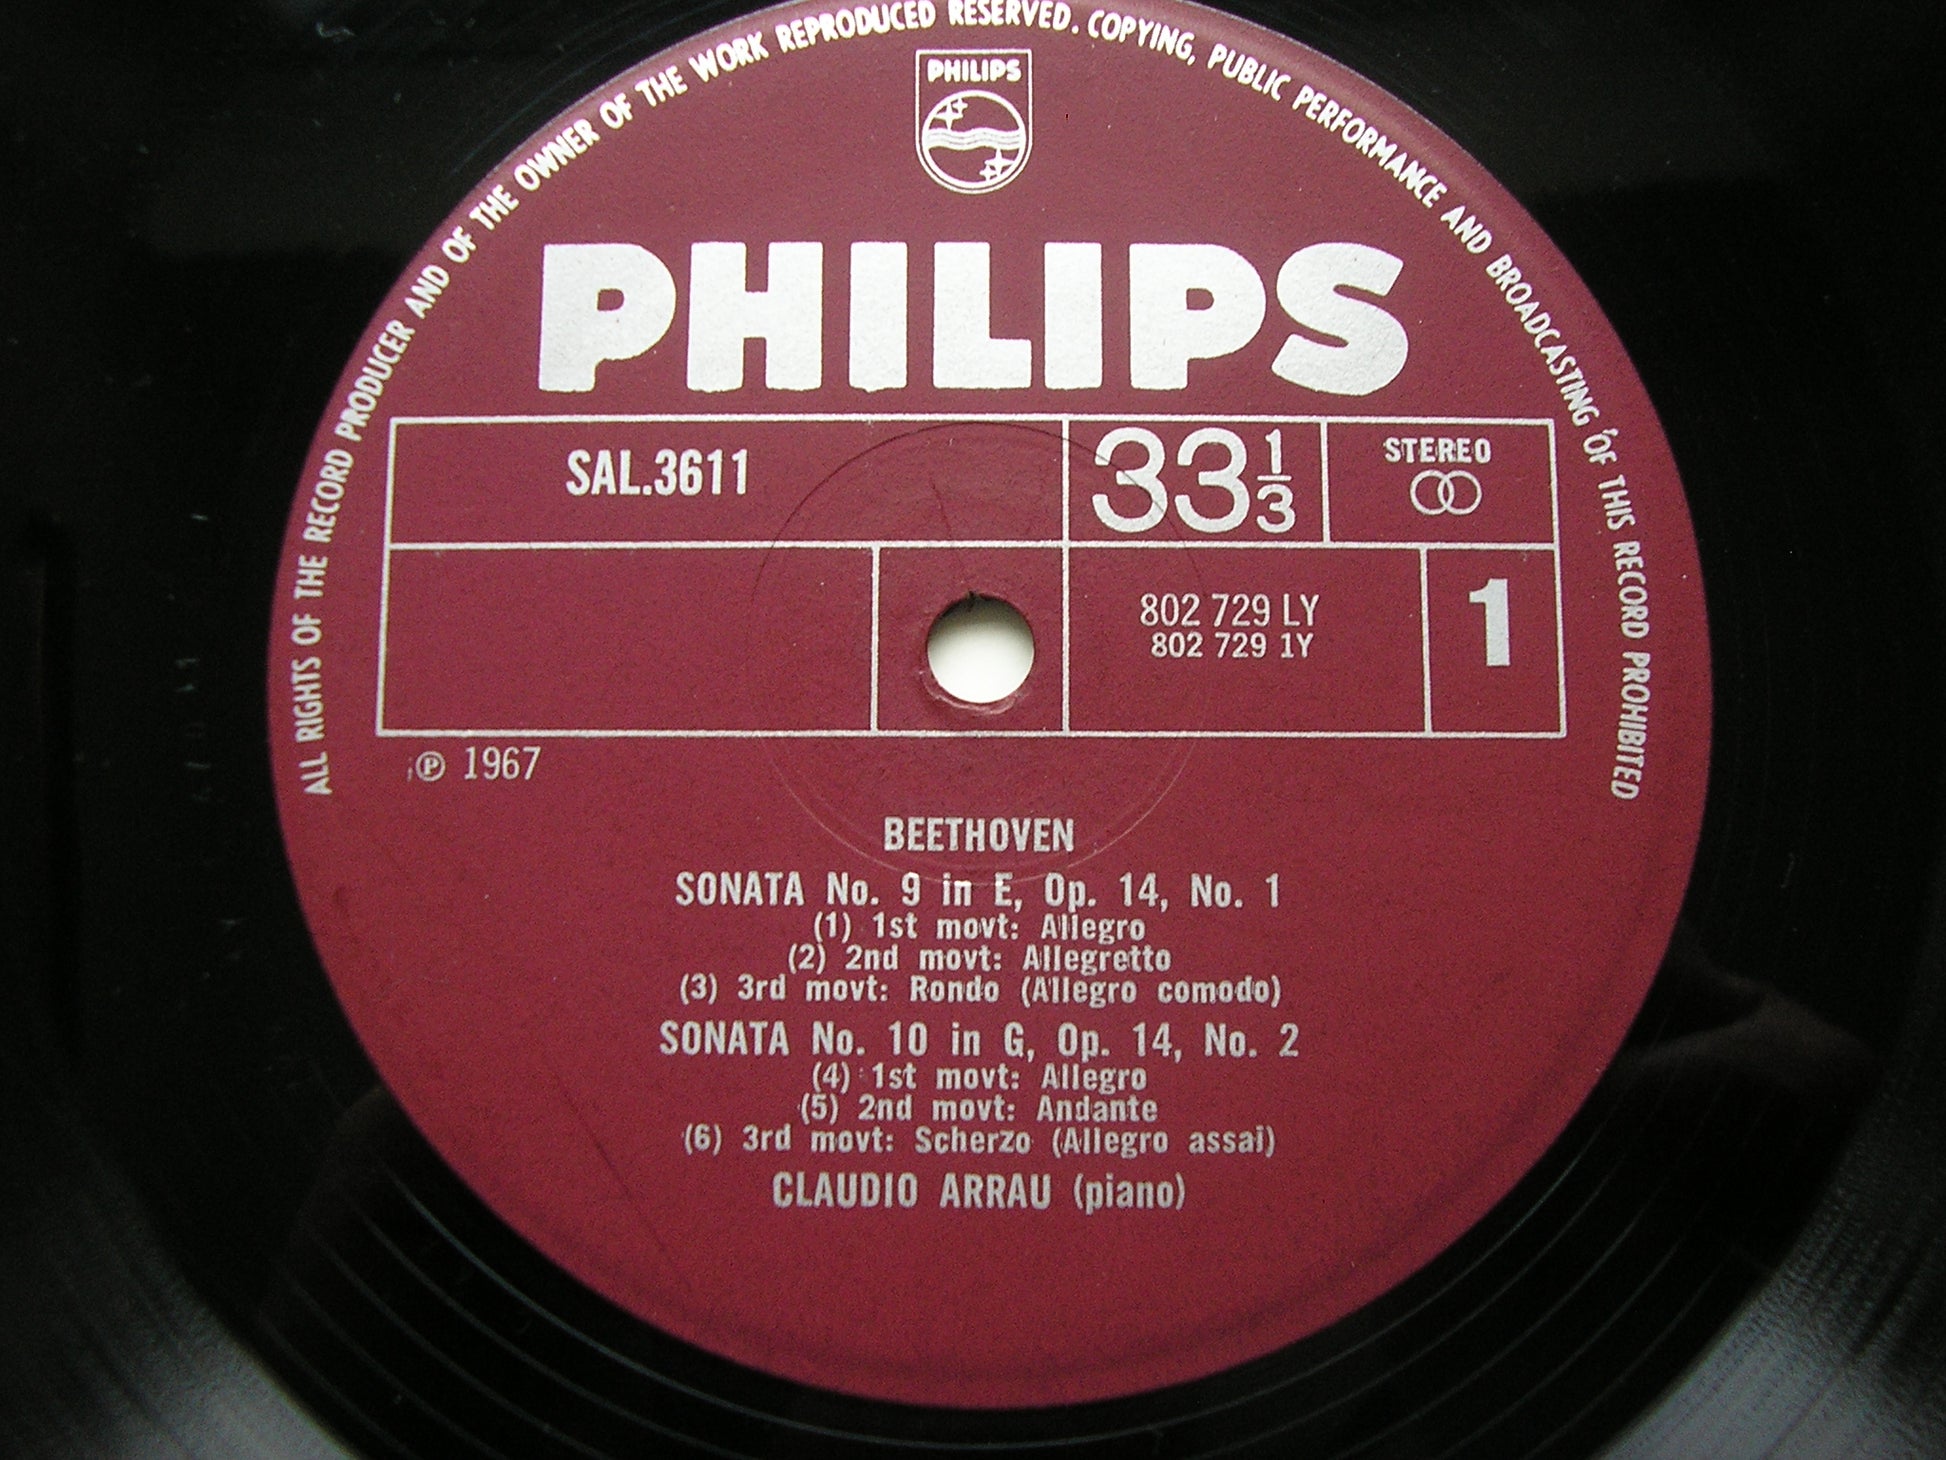 ALL RIGHTS OF THE RECORD PRODUCER AND OF THE OWNER OF THE WORK REPRODUCED RESERVED. COPYING, PUBLIC PERFORMANCE AND BROADCASTING OF THIS RECORD PROHIBITED
PHILIPS
PHILIPS
SAL.3611
33 1/3
STEREO
802 729 LY
802 729 1Y
1
℗ 1967
BEETHOVEN
SONATA No. 9 in E, Op. 14, No. 1
(1) 1st movt: Allegro
(2) 2nd movt: Allegretto
(3) 3rd movt: Rondo (Allegro comodo)
SONATA No. 10 in G, Op. 14, No. 2
(4) 1st movt: Allegro
(5) 2nd movt: Andante
(6) 3rd movt: Scherzo (Allegro assai)
CLAUDIO ARRAU (piano)